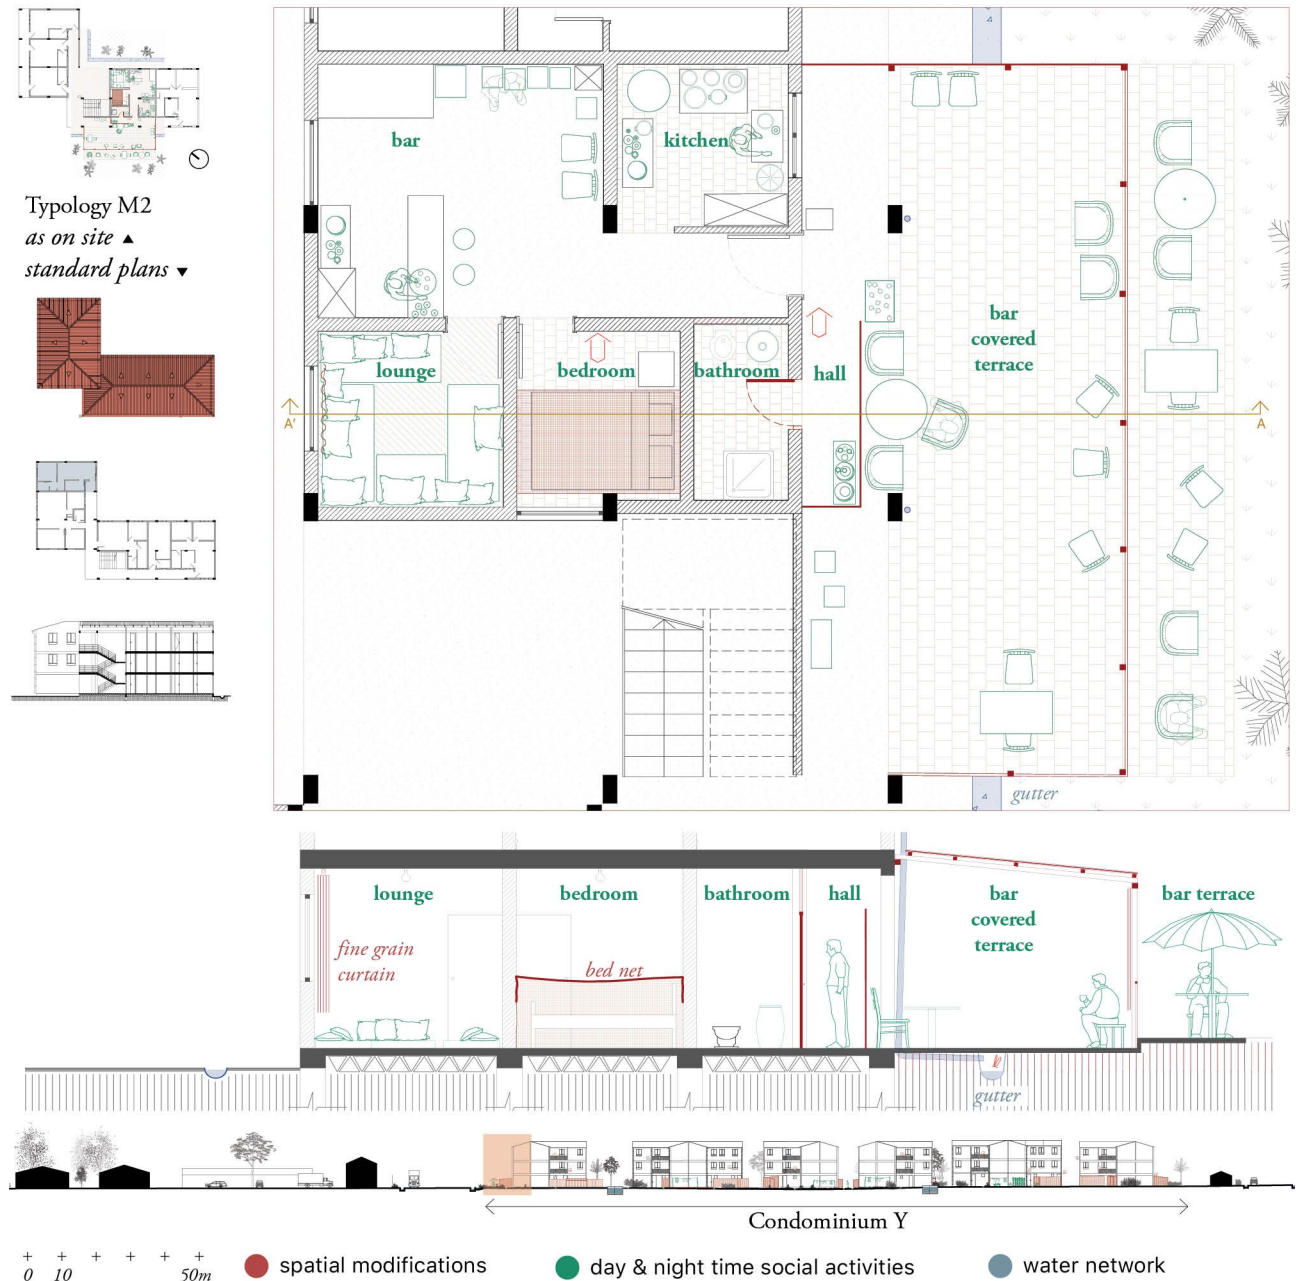 Typology M2
as on site ▲
standard plans ▼
bar
kitchen
lounge
bedroom
bathroom
hall
bar
covered
terrace
A'
A
gutter
lounge
bedroom
bathroom
hall
bar
covered
terrace
bar terrace
fine grain
curtain
bed net
gutter
Condominium Y
0 10 50m
spatial modifications
day & night time social activities
water network